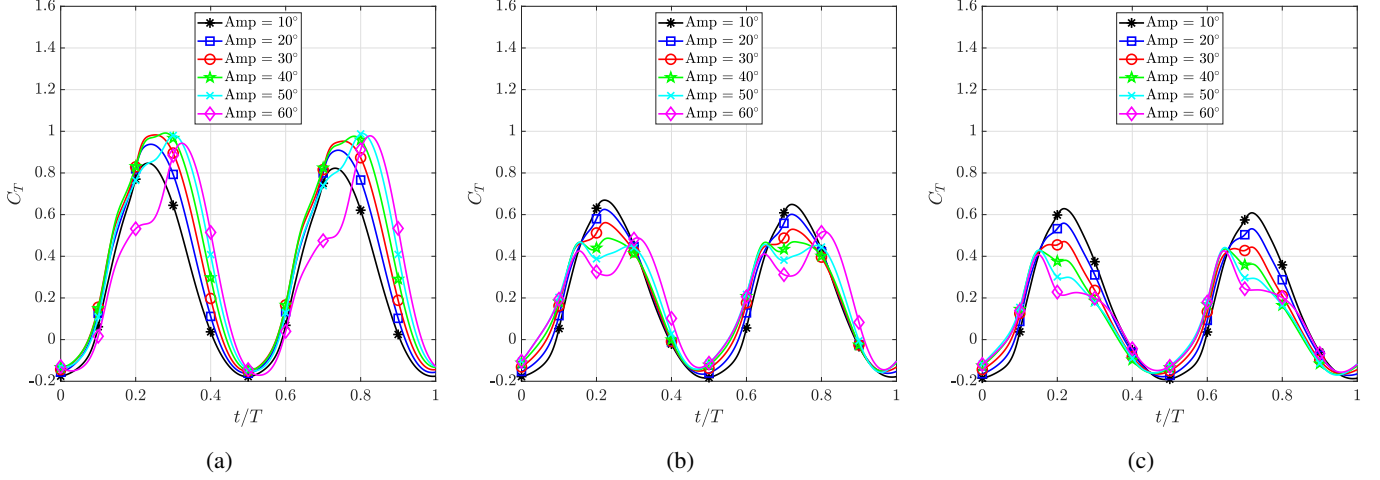 1.6
1.4
1.2
1
0.8
0.6
0.4
0.2
0
-0.2
C_T
0 0.2 0.4 0.6 0.8 1
t/T
Amp = 10°
Amp = 20°
Amp = 30°
Amp = 40°
Amp = 50°
Amp = 60°
(a)
1.6
1.4
1.2
1
0.8
0.6
0.4
0.2
0
-0.2
C_T
0 0.2 0.4 0.6 0.8 1
t/T
Amp = 10°
Amp = 20°
Amp = 30°
Amp = 40°
Amp = 50°
Amp = 60°
(b)
1.6
1.4
1.2
1
0.8
0.6
0.4
0.2
0
-0.2
C_T
0 0.2 0.4 0.6 0.8 1
t/T
Amp = 10°
Amp = 20°
Amp = 30°
Amp = 40°
Amp = 50°
Amp = 60°
(c)